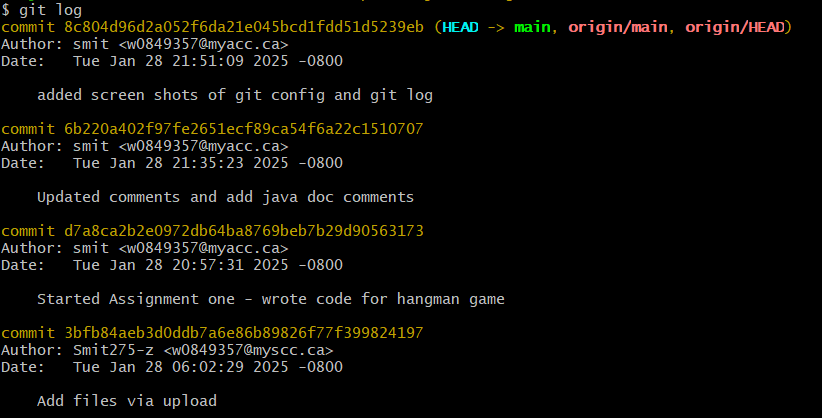 $ git log
commit 8c804d96d2a052f6da21e045bcd1fdd51d5239eb (HEAD -> main, origin/main, origin/HEAD)
Author: smit <w0849357@myacc.ca>
Date:   Tue Jan 28 21:51:09 2025 -0800
added screen shots of git config and git log
commit 6b220a402f97fe2651ecf89ca54f6a22c1510707
Author: smit <w0849357@myacc.ca>
Date:   Tue Jan 28 21:35:23 2025 -0800
Updated comments and add java doc comments
commit d7a8ca2b2e0972db64ba8769beb7b29d90563173
Author: smit <w0849357@myacc.ca>
Date:   Tue Jan 28 20:57:31 2025 -0800
Started Assignment one - wrote code for hangman game
commit 3bfb84aeb3d0ddb7a6e86b89826f77f399824197
Author: Smit275-z <w0849357@myscc.ca>
Date:   Tue Jan 28 06:02:29 2025 -0800
Add files via upload